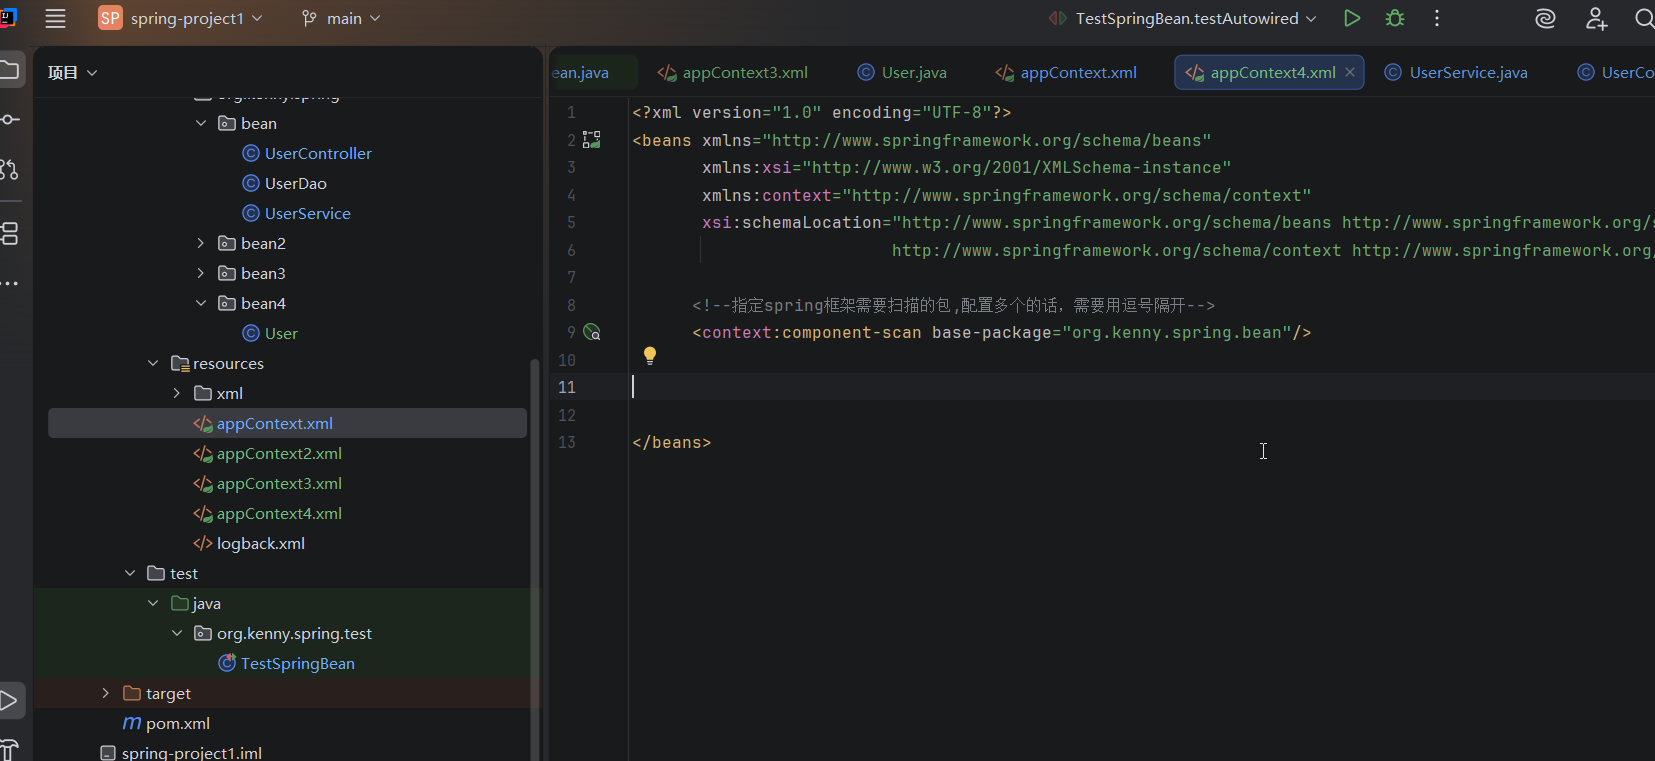 SP spring-project1 main TestSpringBean.testAutowired
项目
ean.java appContext3.xml User.java appContext.xml appContext4.xml UserService.java UserCo
org.kenny.spring
bean
UserController
UserDao
UserService
bean2
bean3
bean4
User
resources
xml
appContext.xml
appContext2.xml
appContext3.xml
appContext4.xml
logback.xml
test
java
org.kenny.spring.test
TestSpringBean
target
pom.xml
spring-project1.iml
1 <?xml version="1.0" encoding="UTF-8"?>
2 <beans xmlns="http://www.springframework.org/schema/beans"
3 xmlns:xsi="http://www.w3.org/2001/XMLSchema-instance"
4 xmlns:context="http://www.springframework.org/schema/context"
5 xsi:schemaLocation="http://www.springframework.org/schema/beans http://www.springframework.org/s
6 http://www.springframework.org/schema/context http://www.springframework.org/
7
8 <!--指定spring框架需要扫描的包,配置多个的话，需要用逗号隔开-->
9 <context:component-scan base-package="org.kenny.spring.bean"/>
10
11
12
13 </beans>